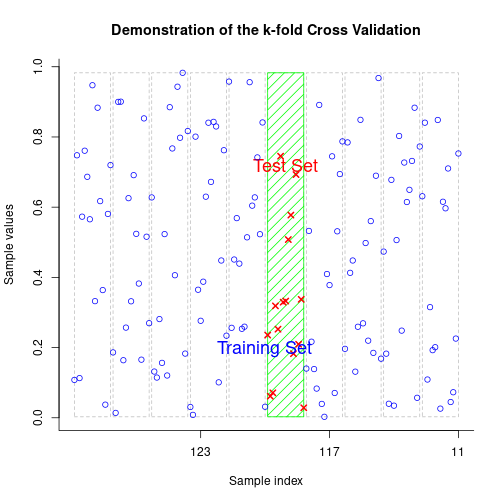 Demonstration of the k-fold Cross Validation
Sample values
1.0
0.8
0.6
0.4
0.2
0.0
Test Set
Training Set
123
117
11
Sample index